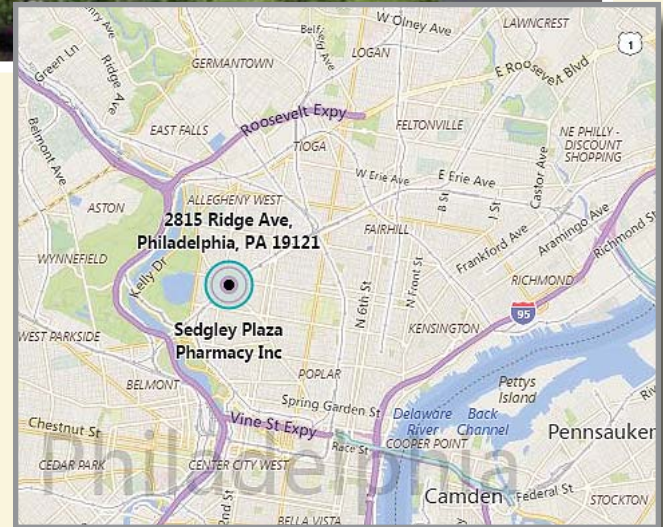 W Olney Ave
LAWNCREST
Belfield Ave
LOGAN
1
Green Ln
Ridge Ave
GERMANTOWN
E Roosevelt Blvd
Roosevelt Expy
EAST FALLS
FELTONVILLE
NE PHILLY -
DISCOUNT
SHOPPING
TIOGA
Belmont Ave
W Erie Ave
E Erie Ave
Castor Ave
B St
I St
ASTON
ALLEGHENY WEST
2815 Ridge Ave,
Philadelphia, PA 19121
FAIRHILL
Frankford Ave
Aramingo Ave
Richmond St
WYNNEFIELD
Kelly Dr
RICHMOND
N 6th St
N Front St
95
Sedgley Plaza
Pharmacy Inc
KENSINGTON
WEST PARKSIDE
BELMONT
POPLAR
Pettys
Island
Spring Garden St
Delaware
River
Back
Channel
Vine St Expy
Chestnut St
Race St
COOPER POINT
Pennsauken
Philadelphia
CEDAR PARK
CENTER CITY WEST
Camden
Federal St
STOCKTON
BELLA VISTA